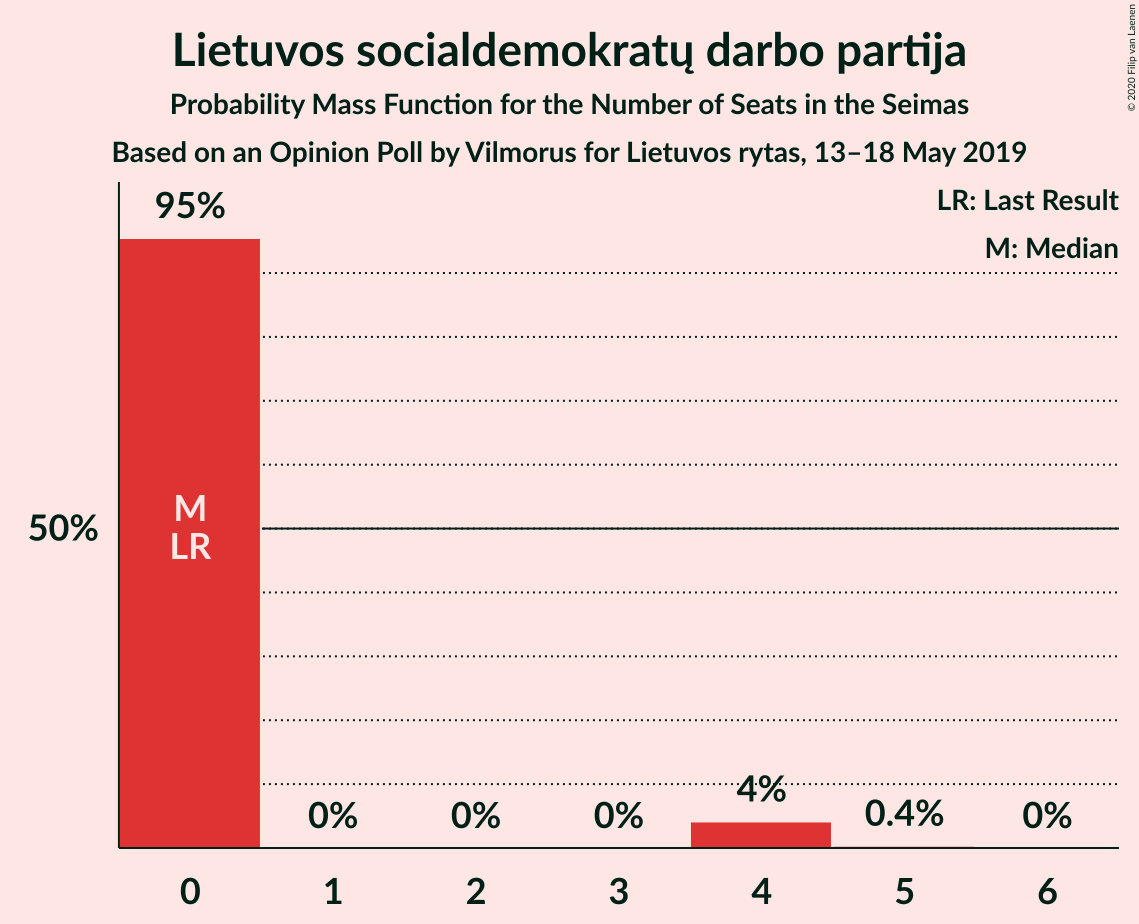 Lietuvos socialdemokratų darbo partija
Probability Mass Function for the Number of Seats in the Seimas
Based on an Opinion Poll by Vilmorus for Lietuvos rytas, 13–18 May 2019
© 2020 Filip van Laenen
LR: Last Result
M: Median
95%
M
LR
50%
0%
0%
0%
4%
0.4%
0%
0
1
2
3
4
5
6